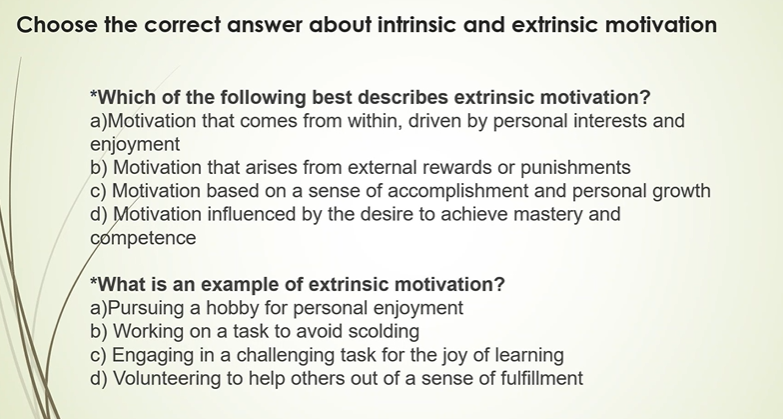 Choose the correct answer about intrinsic and extrinsic motivation
*Which of the following best describes extrinsic motivation?
a)Motivation that comes from within, driven by personal interests and
enjoyment
b) Motivation that arises from external rewards or punishments
c) Motivation based on a sense of accomplishment and personal growth
d) Motivation influenced by the desire to achieve mastery and
competence
*What is an example of extrinsic motivation?
a)Pursuing a hobby for personal enjoyment
b) Working on a task to avoid scolding
c) Engaging in a challenging task for the joy of learning
d) Volunteering to help others out of a sense of fulfillment